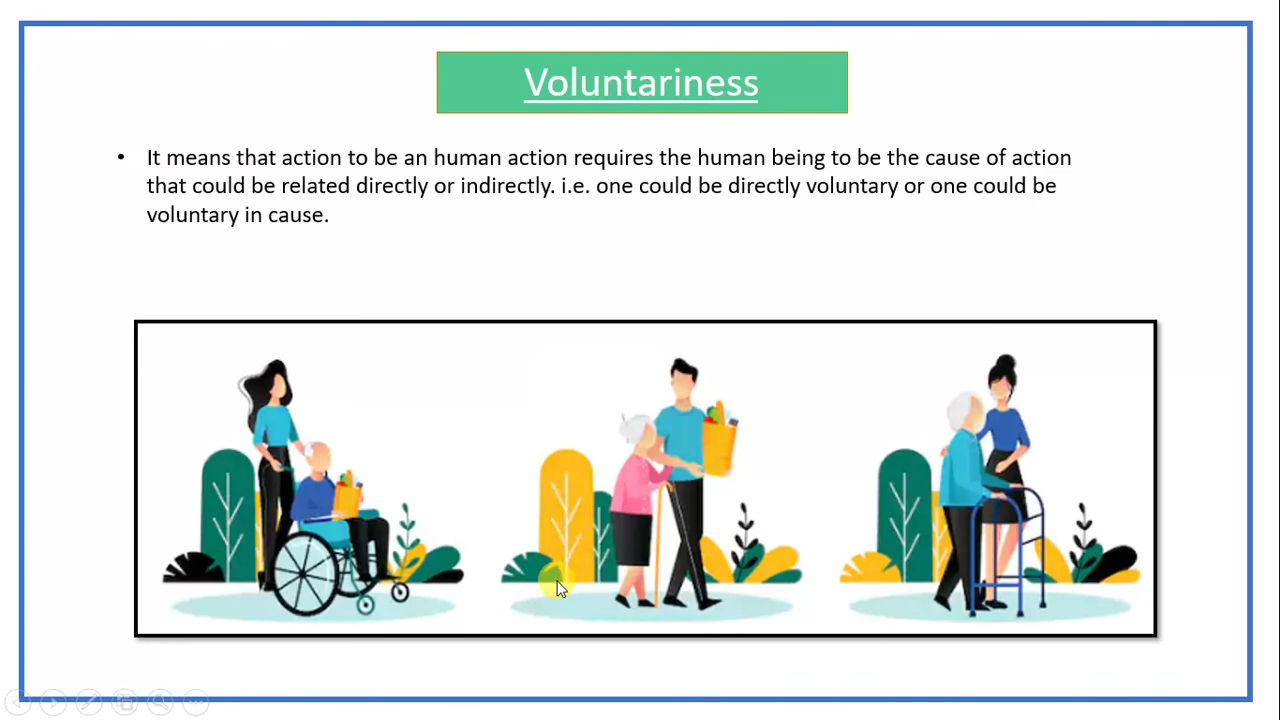 Voluntariness
• It means that action to be an human action requires the human being to be the cause of action
that could be related directly or indirectly. i.e. one could be directly voluntary or one could be
voluntary in cause.